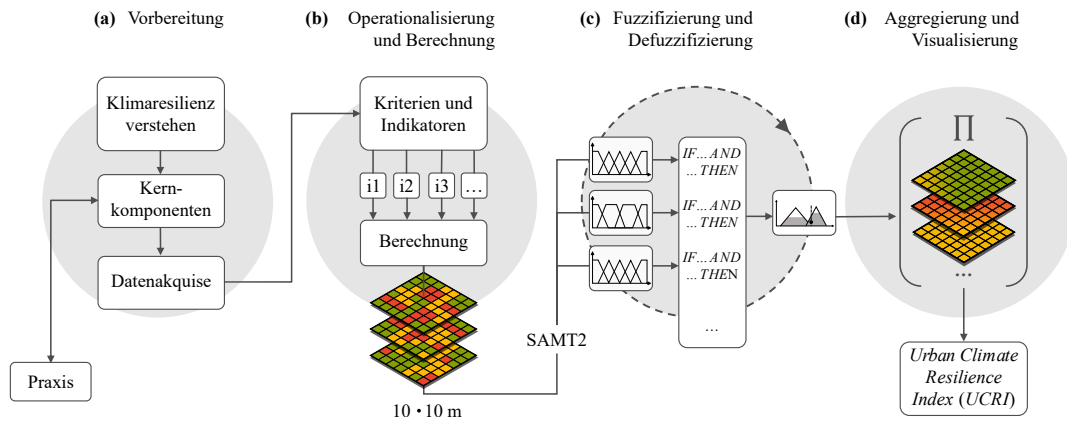 (a) Vorbereitung
Klimaresilienz
verstehen
Kern-
komponenten
Datenakquise
Praxis
(b) Operationalisierung
und Berechnung
Kriterien und
Indikatoren
i1 i2 i3 …
Berechnung
10 · 10 m
SAMT2
(c) Fuzzifizierung und
Defuzzifizierung
IF…AND
…THEN
IF…AND
…THEN
IF…AND
…THEN
…
(d) Aggregierung und
Visualisierung
∏
…
Urban Climate
Resilience
Index (UCRI)